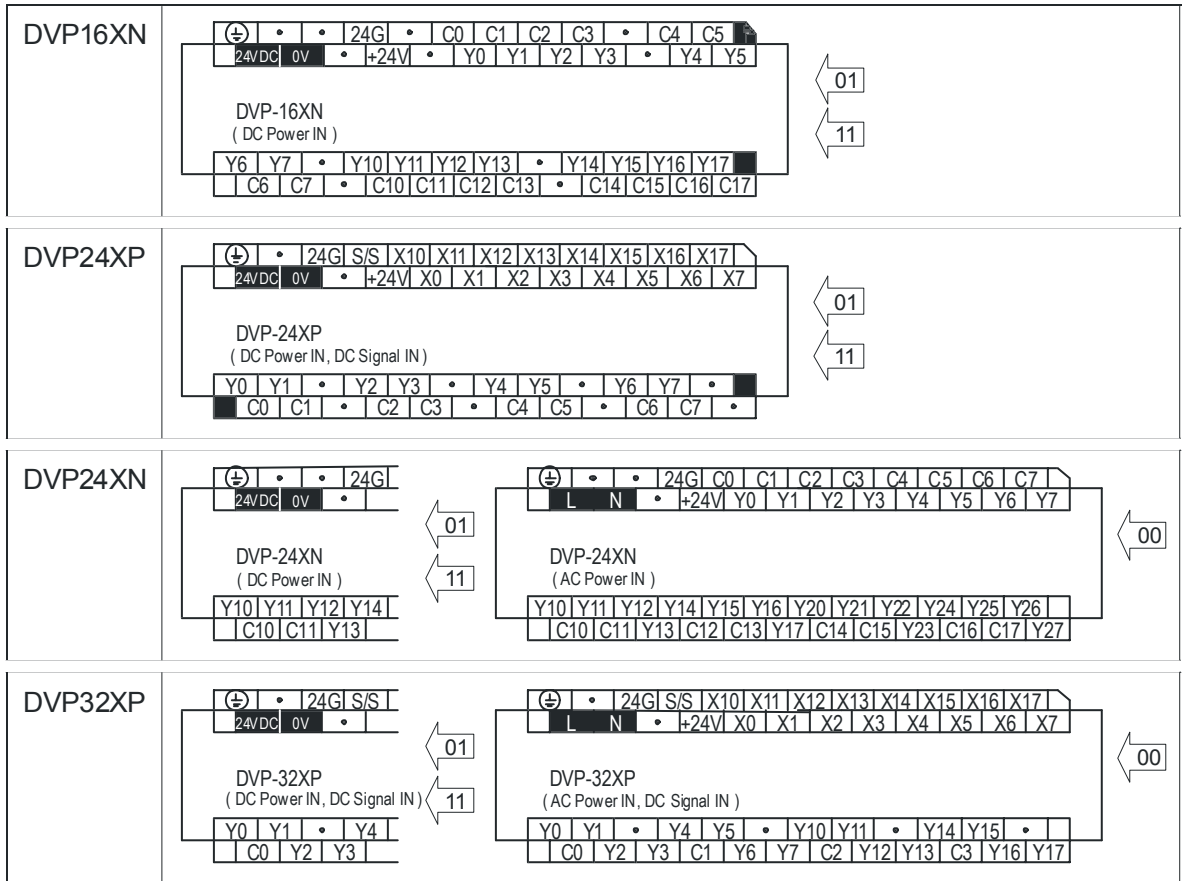 DVP16XN
⏚ • • 24G • C0 C1 C2 C3 • C4 C5
24VDC 0V • +24V • Y0 Y1 Y2 Y3 • Y4 Y5
01
DVP-16XN
( DC Power IN )
11
Y6 Y7 • Y10 Y11 Y12 Y13 • Y14 Y15 Y16 Y17
C6 C7 • C10 C11 C12 C13 • C14 C15 C16 C17
DVP24XP
⏚ • 24G S/S X10 X11 X12 X13 X14 X15 X16 X17
24VDC 0V • +24V X0 X1 X2 X3 X4 X5 X6 X7
01
DVP-24XP
( DC Power IN, DC Signal IN )
11
Y0 Y1 • Y2 Y3 • Y4 Y5 • Y6 Y7 •
C0 C1 • C2 C3 • C4 C5 • C6 C7 •
DVP24XN
⏚ • • 24G
24VDC 0V •
01
DVP-24XN
( DC Power IN )
11
Y10 Y11 Y12 Y14
C10 C11 Y13
⏚ • • 24G C0 C1 C2 C3 C4 C5 C6 C7
L N • +24V Y0 Y1 Y2 Y3 Y4 Y5 Y6 Y7
00
DVP-24XN
( AC Power IN )
Y10 Y11 Y12 Y14 Y15 Y16 Y20 Y21 Y22 Y24 Y25 Y26
C10 C11 Y13 C12 C13 Y17 C14 C15 Y23 C16 C17 Y27
DVP32XP
⏚ • 24G S/S
24VDC 0V •
01
DVP-32XP
( DC Power IN, DC Signal IN )
11
Y0 Y1 • Y4
C0 Y2 Y3
⏚ • 24G S/S X10 X11 X12 X13 X14 X15 X16 X17
L N • +24V X0 X1 X2 X3 X4 X5 X6 X7
00
DVP-32XP
( AC Power IN, DC Signal IN )
Y0 Y1 • Y4 Y5 • Y10 Y11 • Y14 Y15 •
C0 Y2 Y3 C1 Y6 Y7 C2 Y12 Y13 C3 Y16 Y17